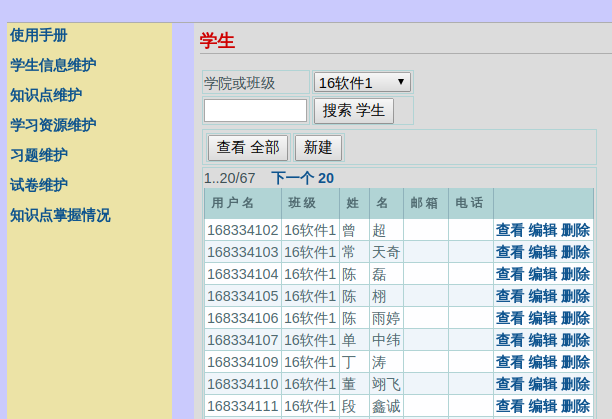 使用手册
学生信息维护
知识点维护
学习资源维护
习题维护
试卷维护
知识点掌握情况
学生
学院或班级 16软件1
搜索 学生
查看 全部 新建
1..20/67 下一个 20
用户名 班级 姓 名 邮箱 电话
168334102 16软件1 曾 超 查看 编辑 删除
168334103 16软件1 常 天奇 查看 编辑 删除
168334104 16软件1 陈 磊 查看 编辑 删除
168334105 16软件1 陈 栩 查看 编辑 删除
168334106 16软件1 陈 雨婷 查看 编辑 删除
168334107 16软件1 单 中纬 查看 编辑 删除
168334109 16软件1 丁 涛 查看 编辑 删除
168334110 16软件1 董 翊飞 查看 编辑 删除
168334111 16软件1 段 鑫诚 查看 编辑 删除